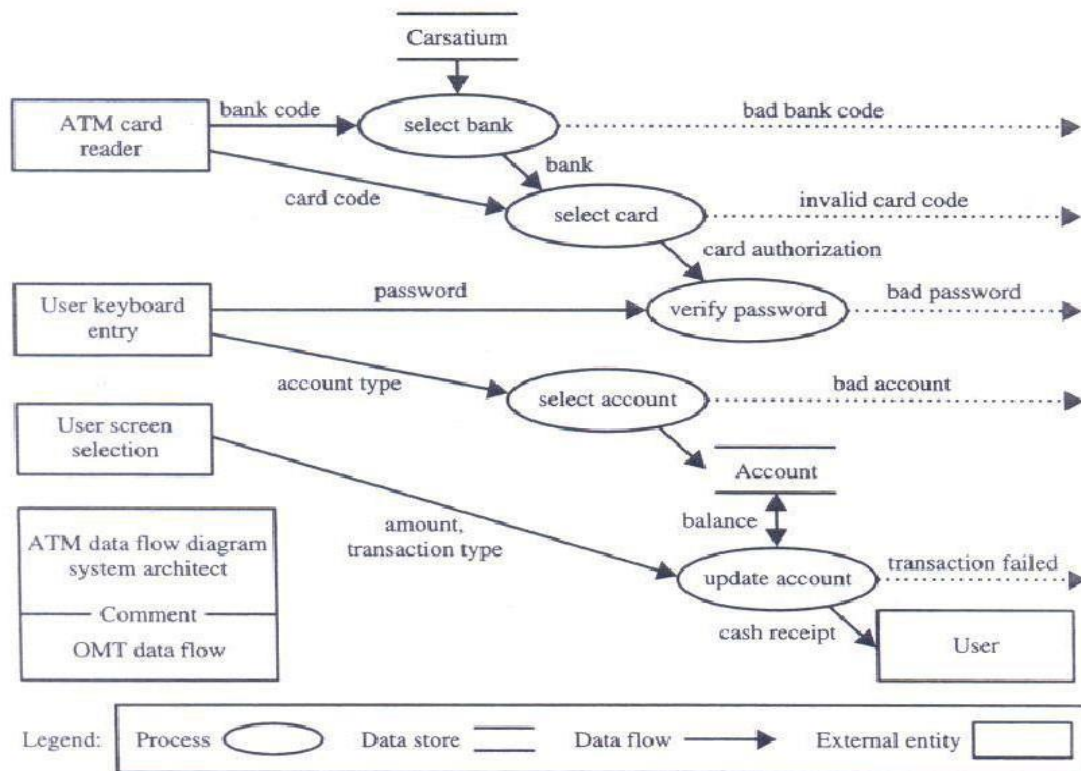 Carsatium
bank code
select bank
bad bank code
ATM card
reader
bank
card code
select card
invalid card code
card authorization
User keyboard
entry
password
verify password
bad password
account type
select account
bad account
User screen
selection
Account
balance
amount,
transaction type
ATM data flow diagram
system architect
Comment
OMT data flow
update account
transaction failed
cash receipt
User
Legend: Process Data store Data flow External entity